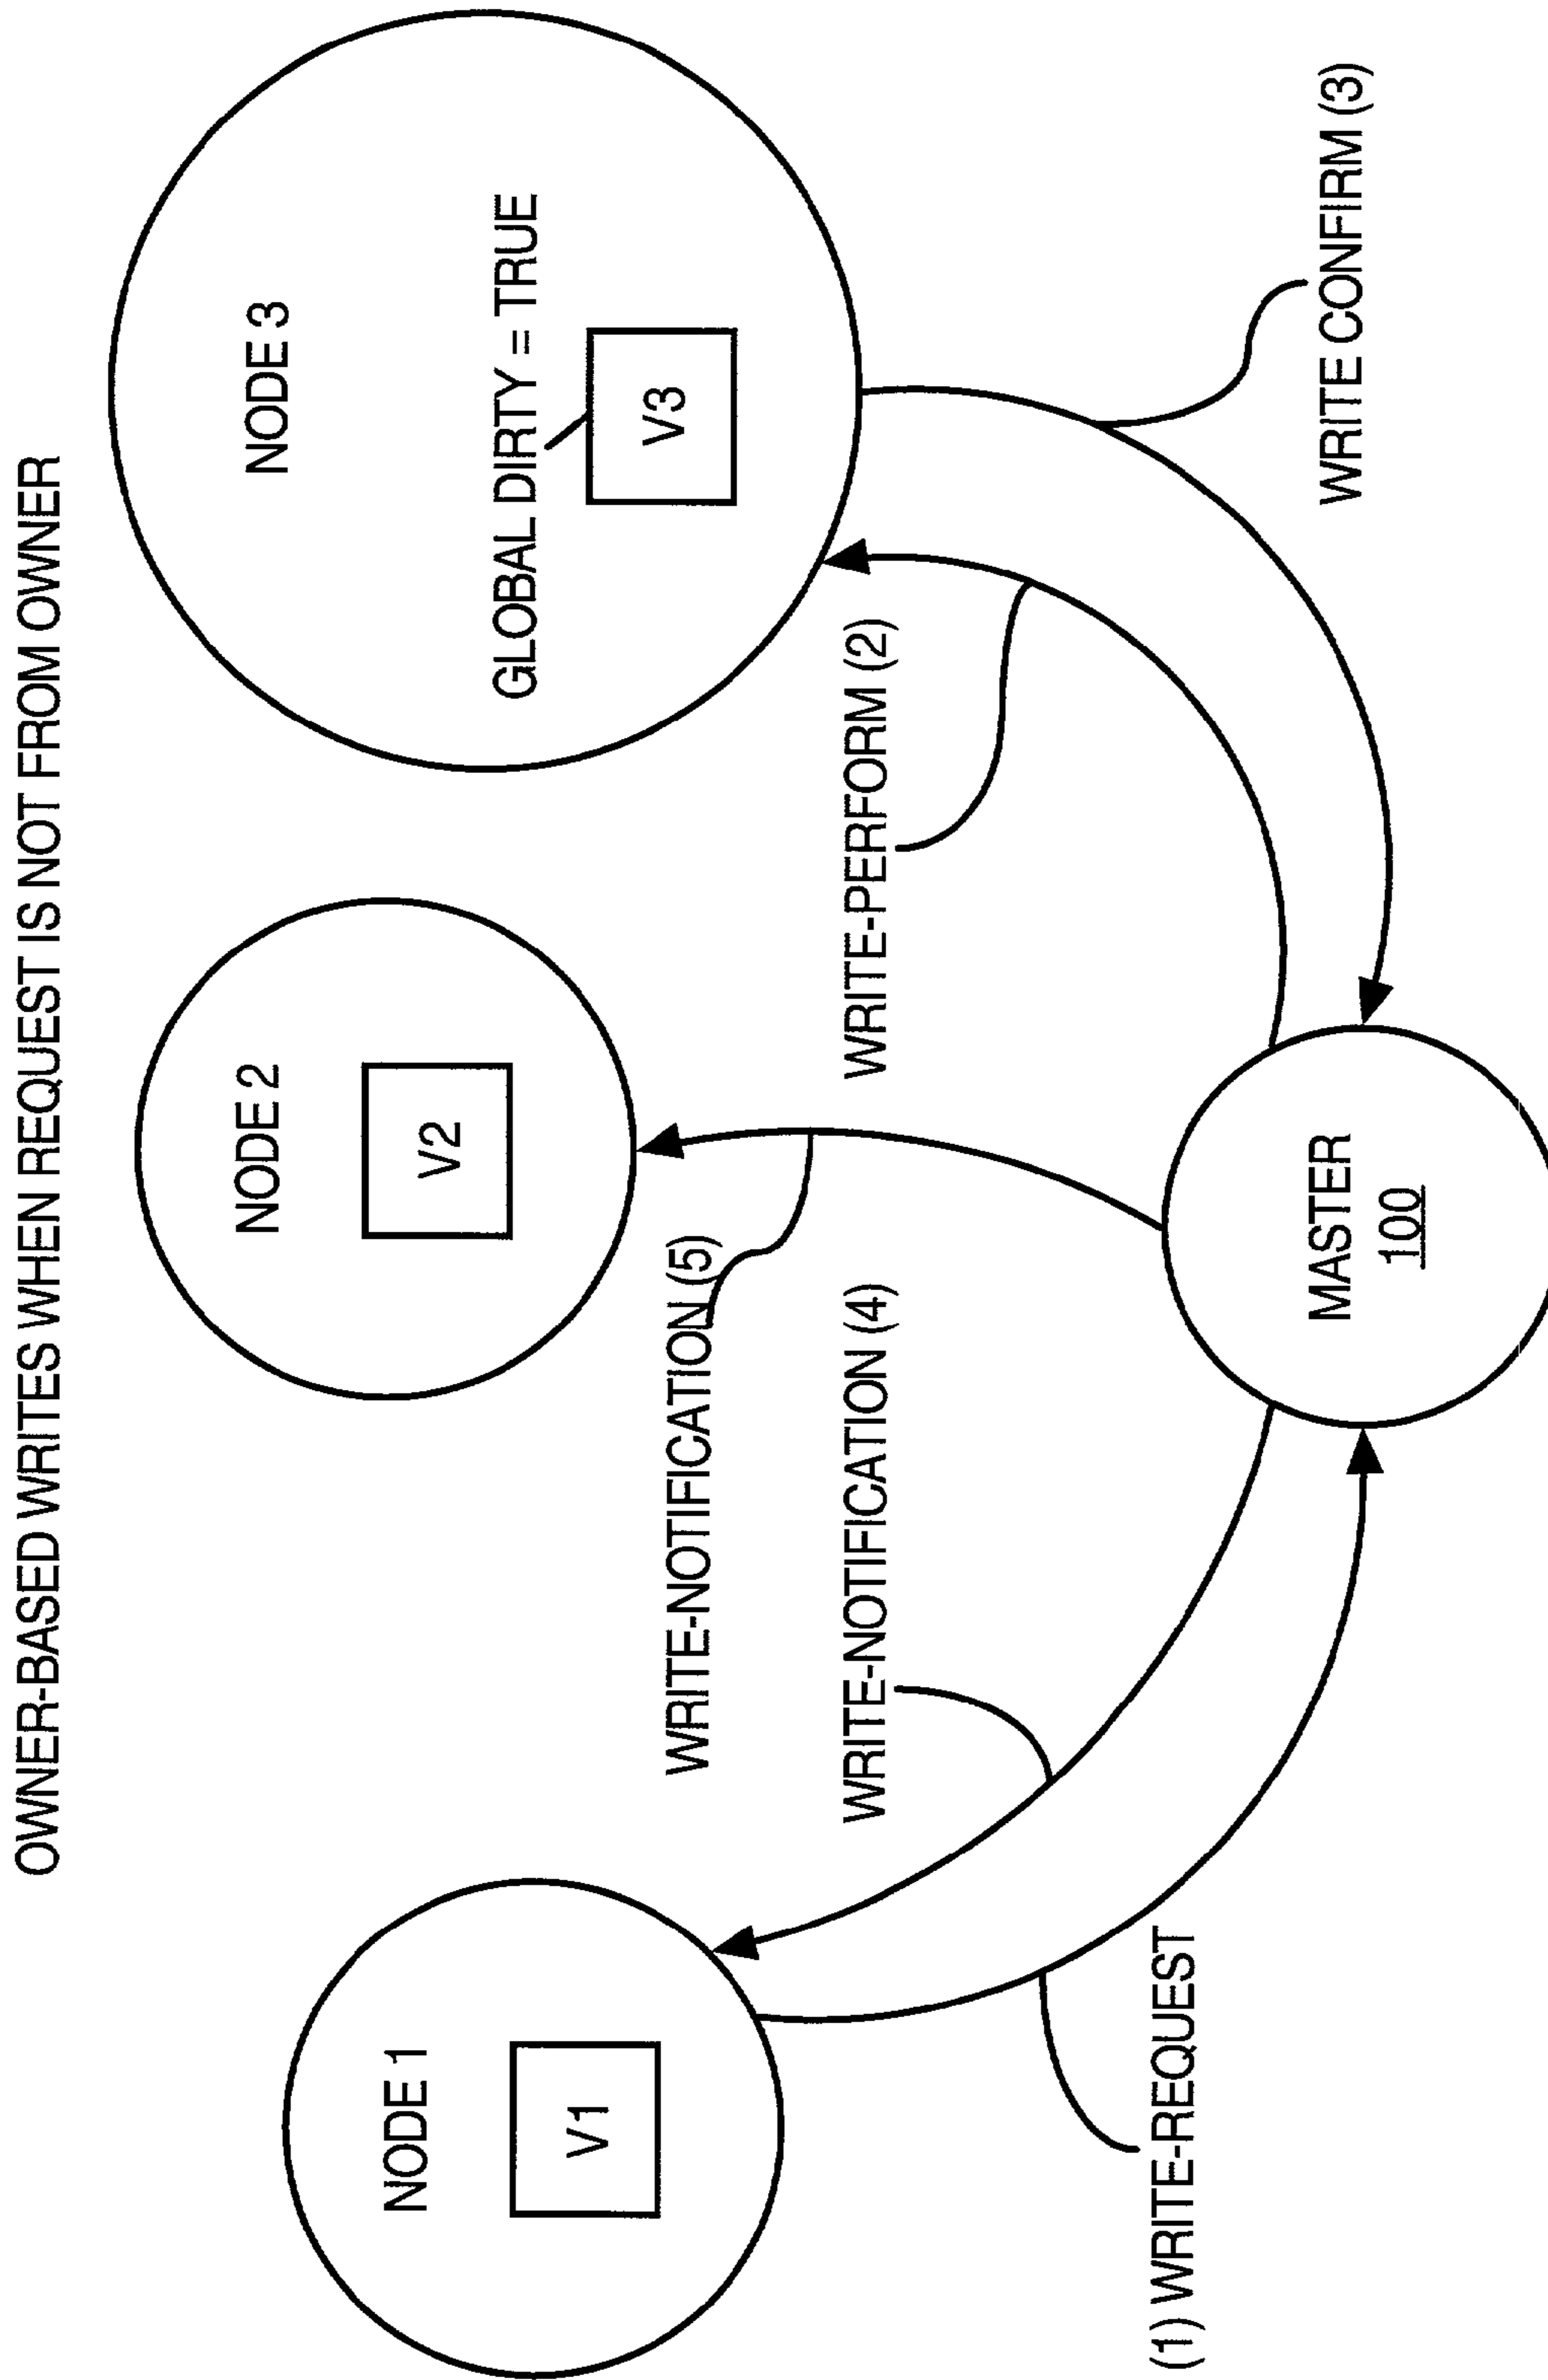 OWNER-BASED WRITES WHEN REQUEST IS NOT FROM OWNER
NODE 1
V1
NODE 2
V2
NODE 3
GLOBAL DIRTY = TRUE
V3
WRITE-NOTIFICATION (5)
WRITE-NOTIFICATION (4)
WRITE-PERFORM (2)
(1) WRITE-REQUEST
MASTER
100
WRITE CONFIRM (3)